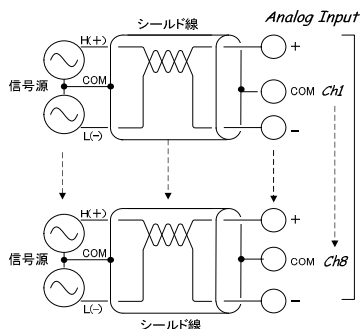 シールド線
Analog Input
H(+)
+
COM
信号源
COM Ch1
L(-)
−
H(+)
+
COM
信号源
COM Ch8
L(-)
−
シールド線